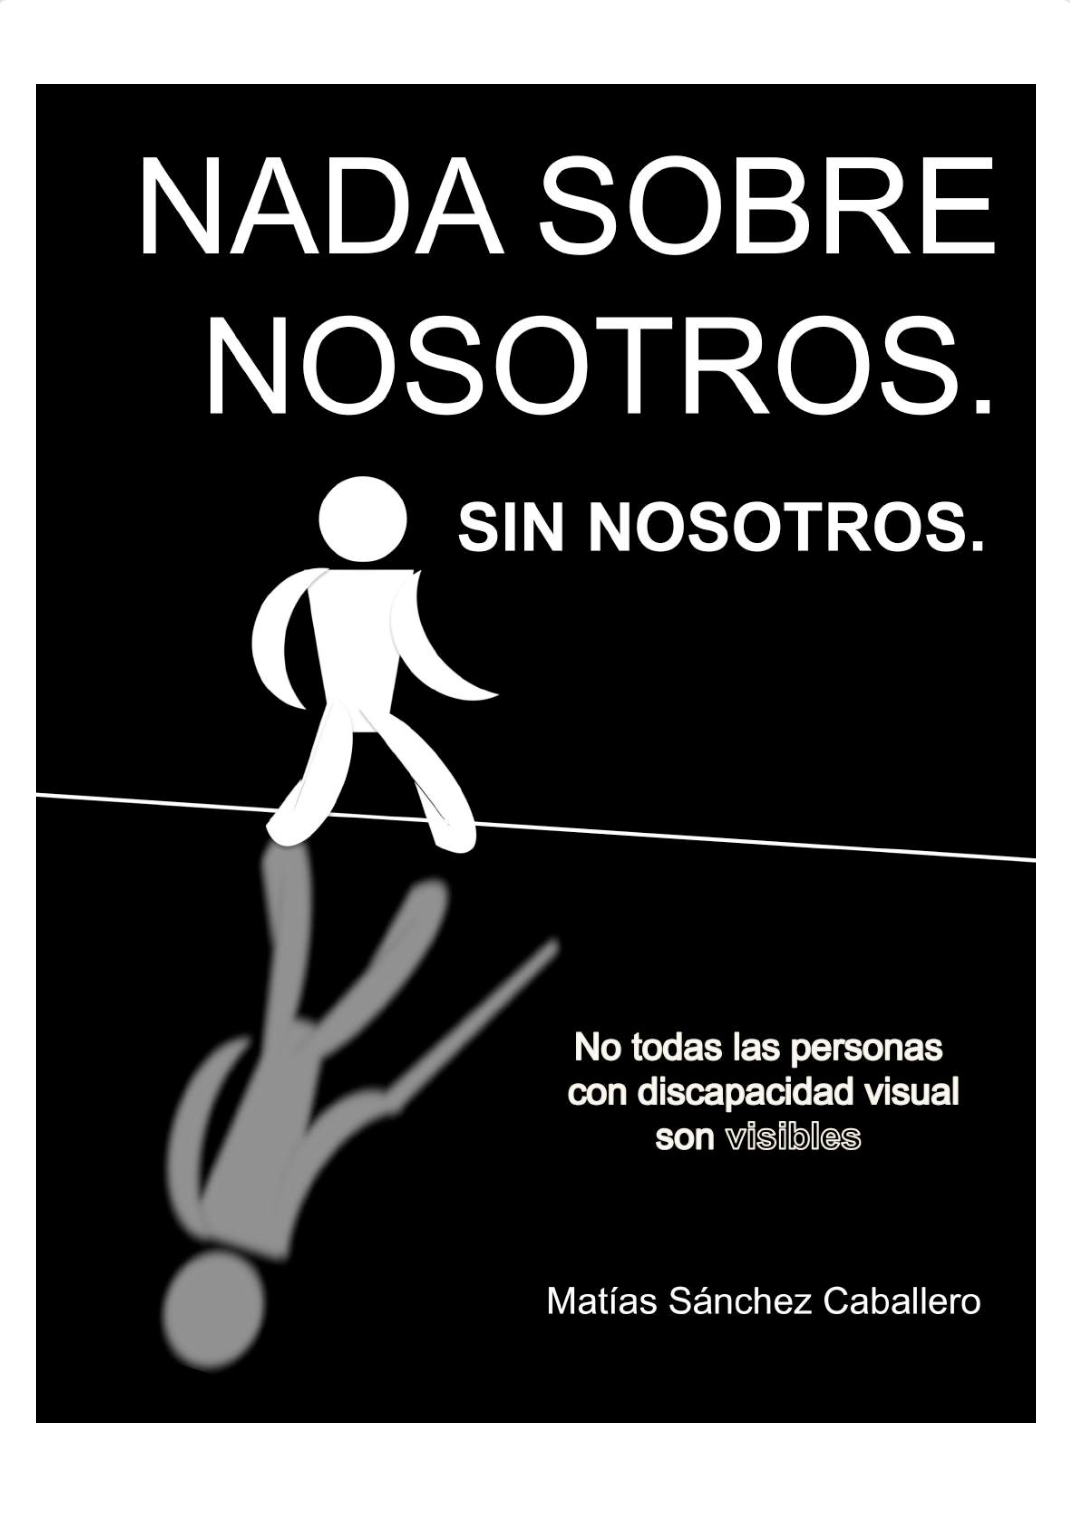 NADA SOBRE
NOSOTROS.
SIN NOSOTROS.
No todas las personas
con discapacidad visual
son visibles
Matías Sánchez Caballero